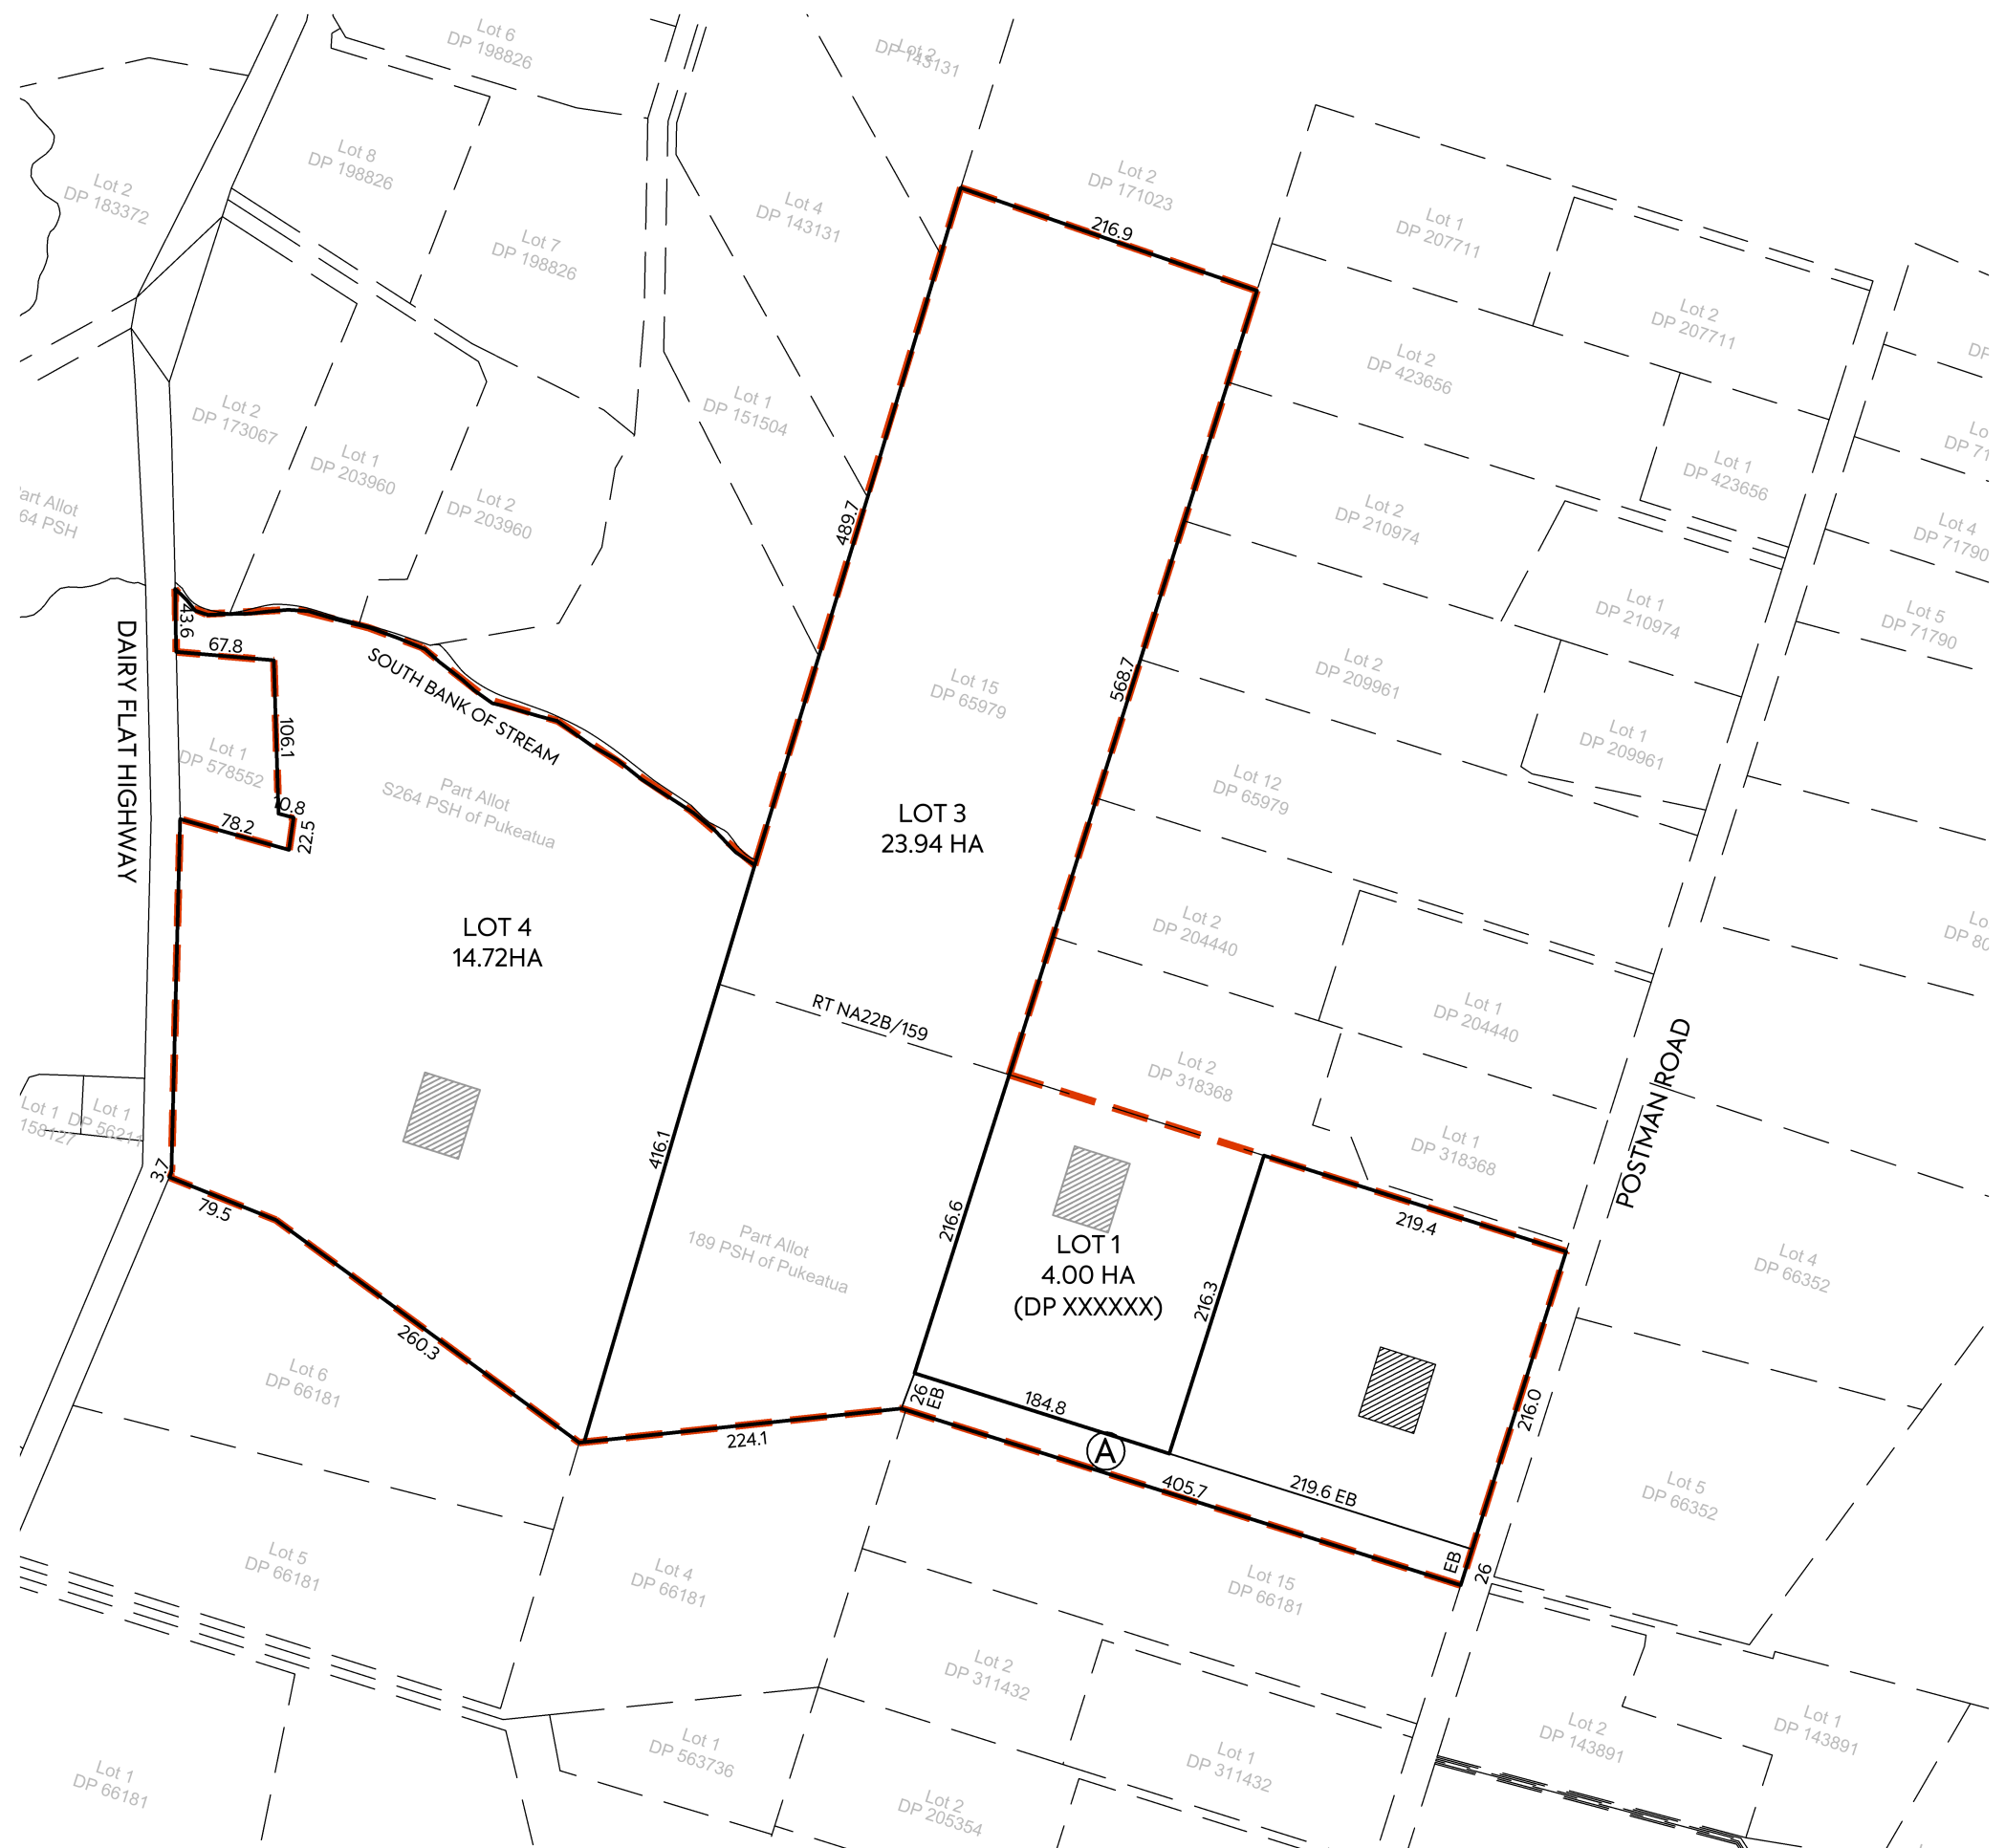 Lot 6
DP 198826
Lot 2
DP 143131
Lot 8
DP 198826
Lot 2
DP 183372
Lot 7
DP 198826
Lot 4
DP 143131
Lot 2
DP 171023
216.9
Lot 1
DP 207711
Lot 2
DP 207711
Lot 2
DP 423656
Lot 1
DP 423656
Lot 2
DP 173067
Lot 1
DP 203960
Lot 2
DP 203960
Lot 1
DP 151504
489.7
Lot 2
DP 210974
Lot 1
DP 210974
Lot 4
DP 71790
Lot 5
DP 71790
art Allot
64 PSH
43.6
67.8
106.1
10.8
22.5
78.2
Lot 1
DP 578552
DAIRY FLAT HIGHWAY
SOUTH BANK OF STREAM
Part Allot
S264 PSH of Pukeatua
Lot 15
DP 65979
568.7
Lot 2
DP 209961
Lot 1
DP 209961
Lot 12
DP 65979
LOT 3
23.94 HA
LOT 4
14.72HA
Lot 2
DP 204440
Lot 1
DP 204440
RT NA22B/159
Lot 2
DP 318368
Lot 1
DP 318368
POSTMAN ROAD
Lot 1
158127
Lot 1
DP 56211
3.7
79.5
260.3
416.1
Part Allot
189 PSH of Pukeatua
216.6
LOT 1
4.00 HA
(DP XXXXXX)
216.3
219.4
216.0
Lot 4
DP 66352
Lot 5
DP 66352
26
EB
184.8
A
405.7
219.6 EB
EB
26
224.1
Lot 6
DP 66181
Lot 5
DP 66181
Lot 4
DP 66181
Lot 15
DP 66181
Lot 2
DP 311432
Lot 1
DP 311432
Lot 1
DP 563736
Lot 2
DP 205354
Lot 1
DP 66181
Lot 2
DP 143891
Lot 1
DP 143891